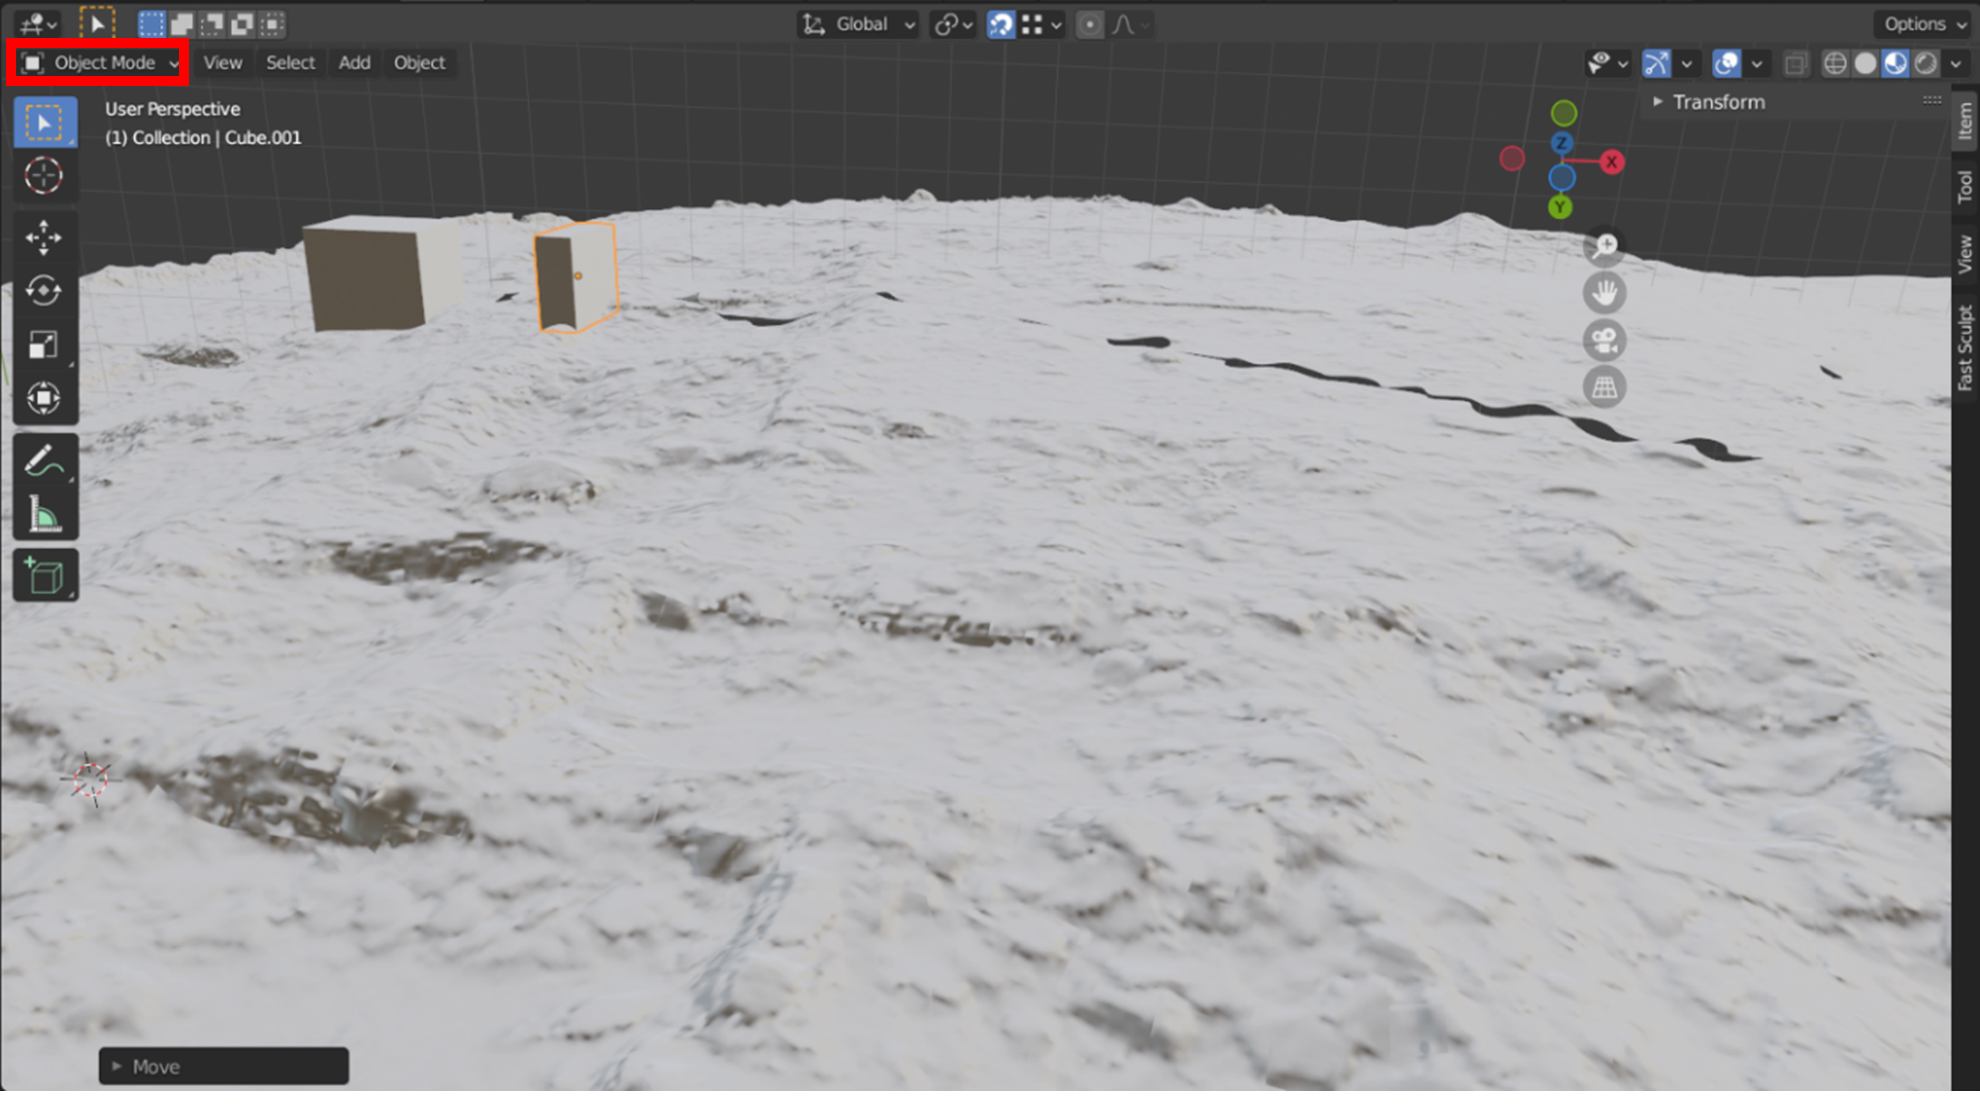 Global
Options
Object Mode
View Select Add Object
User Perspective
(1) Collection | Cube.001
Transform
Item
Tool
View
Fast Sculpt
Z
X
Y
Move